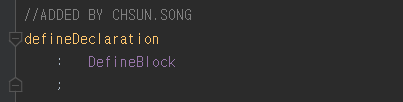 //ADDED BY CHSUN.SONG
defineDeclaration
: DefineBlock
;